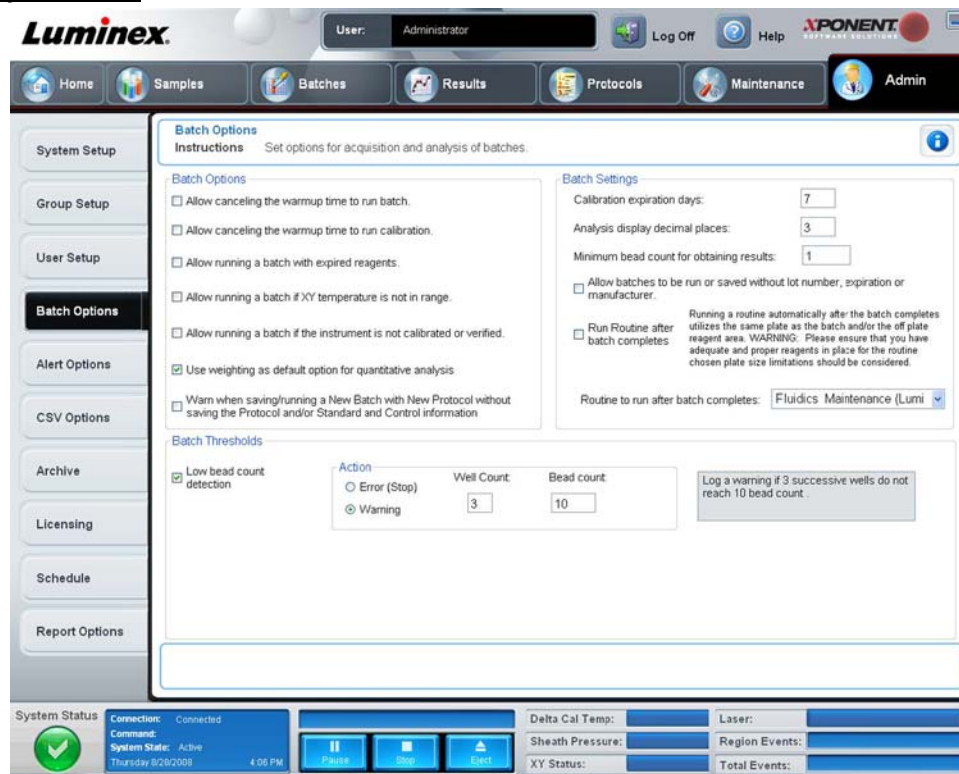 Luminex.
User: Administrator
Log Off
Help
XPONENT
SOFTWARE SOLUTIONS
Home
Samples
Batches
Results
Protocols
Maintenance
Admin
System Setup
Group Setup
User Setup
Batch Options
Alert Options
CSV Options
Archive
Licensing
Schedule
Report Options
Batch Options
Instructions Set options for acquisition and analysis of batches.
Batch Options
Allow canceling the warmup time to run batch.
Allow canceling the warmup time to run calibration.
Allow running a batch with expired reagents.
Allow running a batch if XY temperature is not in range.
Allow running a batch if the instrument is not calibrated or verified.
Use weighting as default option for quantitative analysis
Warn when saving/running a New Batch with New Protocol without
saving the Protocol and/or Standard and Control information
Batch Settings
Calibration expiration days: 7
Analysis display decimal places: 3
Minimum bead count for obtaining results: 1
Allow batches to be run or saved without lot number, expiration or
manufacturer.
Run Routine after
batch completes
Running a routine automatically after the batch completes
utilizes the same plate as the batch and/or the off plate
reagent area. WARNING: Please ensure that you have
adequate and proper reagents in place for the routine
chosen plate size limitations should be considered.
Routine to run after batch completes: Fluidics Maintenance (Lumi
Batch Thresholds
Low bead count
detection
Action
Error (Stop)
Warning
Well Count
3
Bead count
10
Log a warning if 3 successive wells do not
reach 10 bead count .
System Status
Connection: Connected
Command:
System State: Active
Thursday 8/28/2008 4:06 PM
Pause
Stop
Eject
Delta Cal Temp:
Sheath Pressure:
XY Status:
Laser:
Region Events:
Total Events: